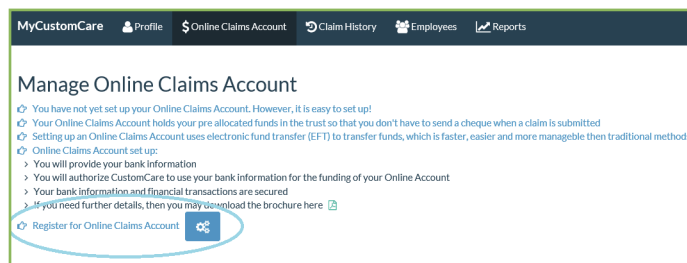 MyCustomCare Profile $ Online Claims Account Claim History Employees Reports
Manage Online Claims Account
You have not yet set up your Online Claims Account. However, it is easy to set up!
Your Online Claims Account holds your pre allocated funds in the trust so that you don't have to send a cheque when a claim is submitted
Setting up an Online Claims Account uses electronic fund transfer (EFT) to transfer funds, which is faster, easier and more manageble then traditional method
Online Claims Account set up:
> You will provide your bank information
> You will authorize CustomCare to use your bank information for the funding of your Online Account
> Your bank information and financial transactions are secured
> If you need further details, then you may download the brochure here
Register for Online Claims Account